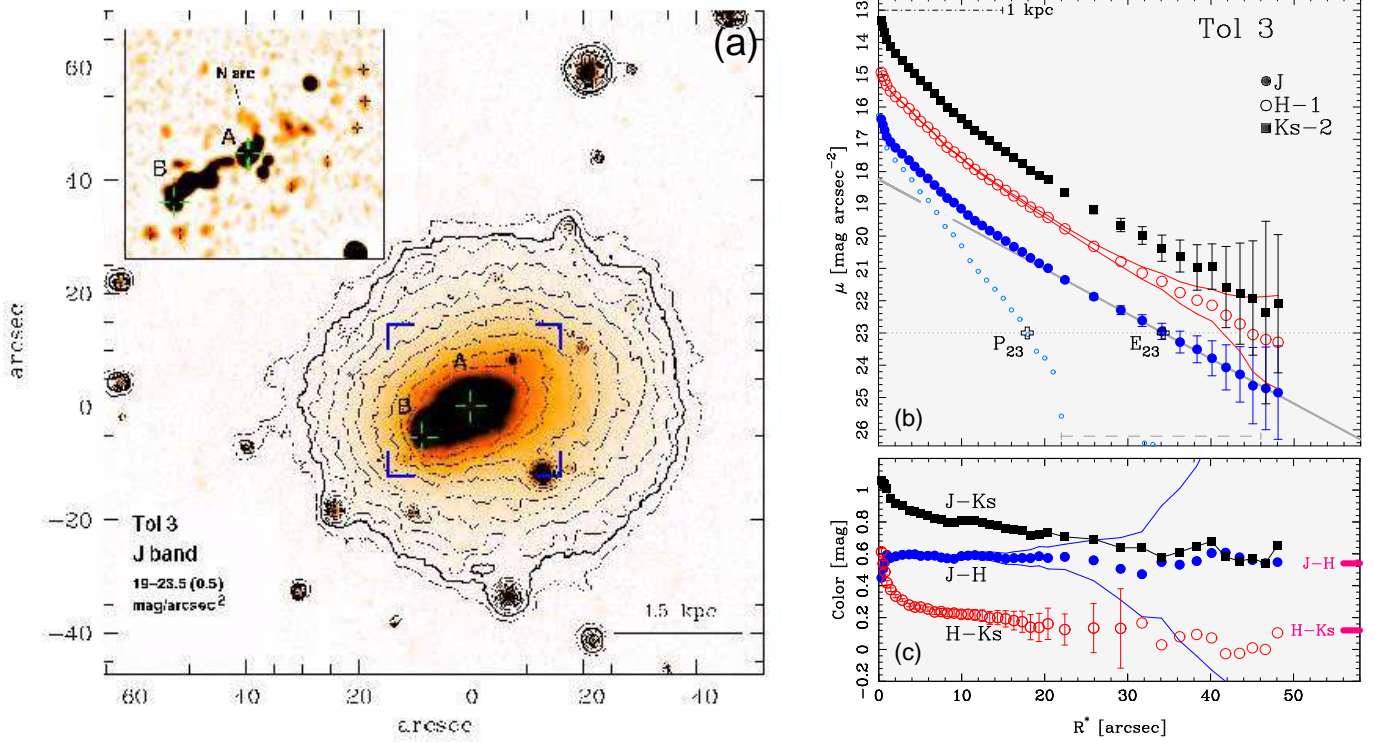 (a)
N arc
A
B
A
B
Tol 3
J band
19–23.5 (0.5)
mag/arcsec²
1.5 kpc
60
40
20
0
−20
−40
arcsec
60
40
20
0
−20
−40
arcsec
1 kpc
Tol 3
J
H−1
Ks−2
P₂₃
E₂₃
(b)
13
14
15
16
17
18
19
20
21
22
23
24
25
26
μ [mag arcsec⁻²]
J−Ks
J−H
H−Ks
J−H
H−Ks
(c)
1
0.8
0.6
0.4
0.2
0
−0.2
Color [mag]
0
10
20
30
40
50
R* [arcsec]